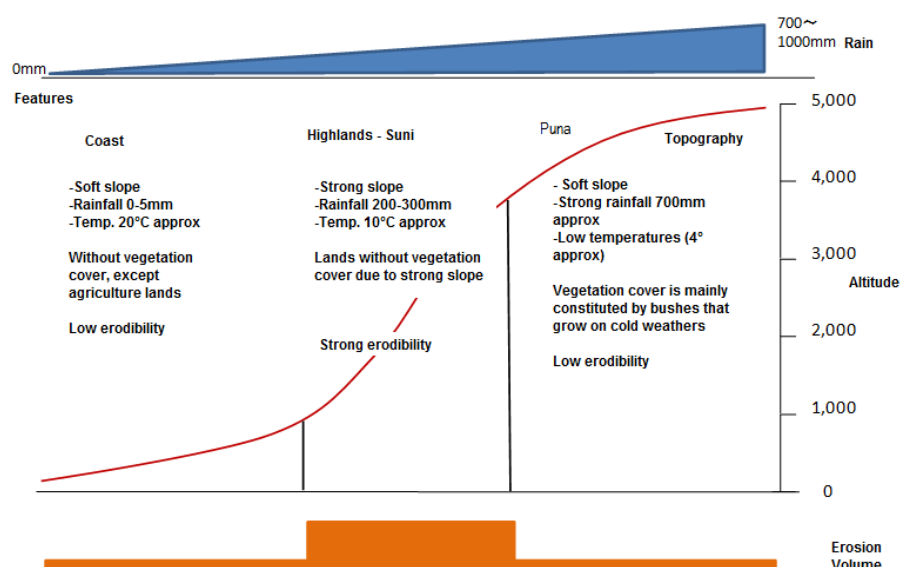 700～
1000mm Rain
0mm
Features
Coast
-Soft slope
-Rainfall 0-5mm
-Temp. 20°C approx
Without vegetation
cover, except
agriculture lands
Low erodibility
Highlands - Suni
-Strong slope
-Rainfall 200-300mm
-Temp. 10°C approx
Lands without vegetation
cover due to strong slope
Strong erodibility
Puna
Topography
- Soft slope
-Strong rainfall 700mm
approx
-Low temperatures (4°
approx)
Vegetation cover is mainly
constituted by bushes that
grow on cold weathers
Low erodibility
5,000
4,000
3,000
Altitude
2,000
1,000
0
Erosion
Volume